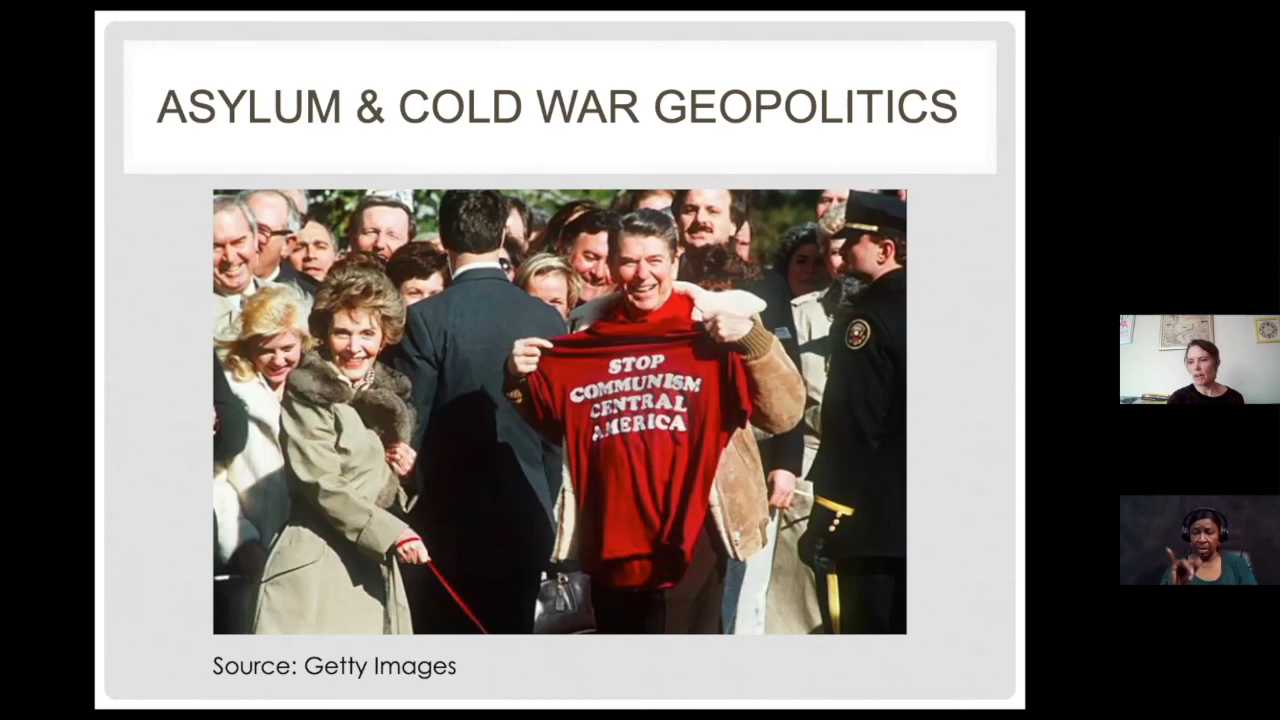 ASYLUM & COLD WAR GEOPOLITICS
STOP
COMMUNISM
CENTRAL
AMERICA
Source: Getty Images